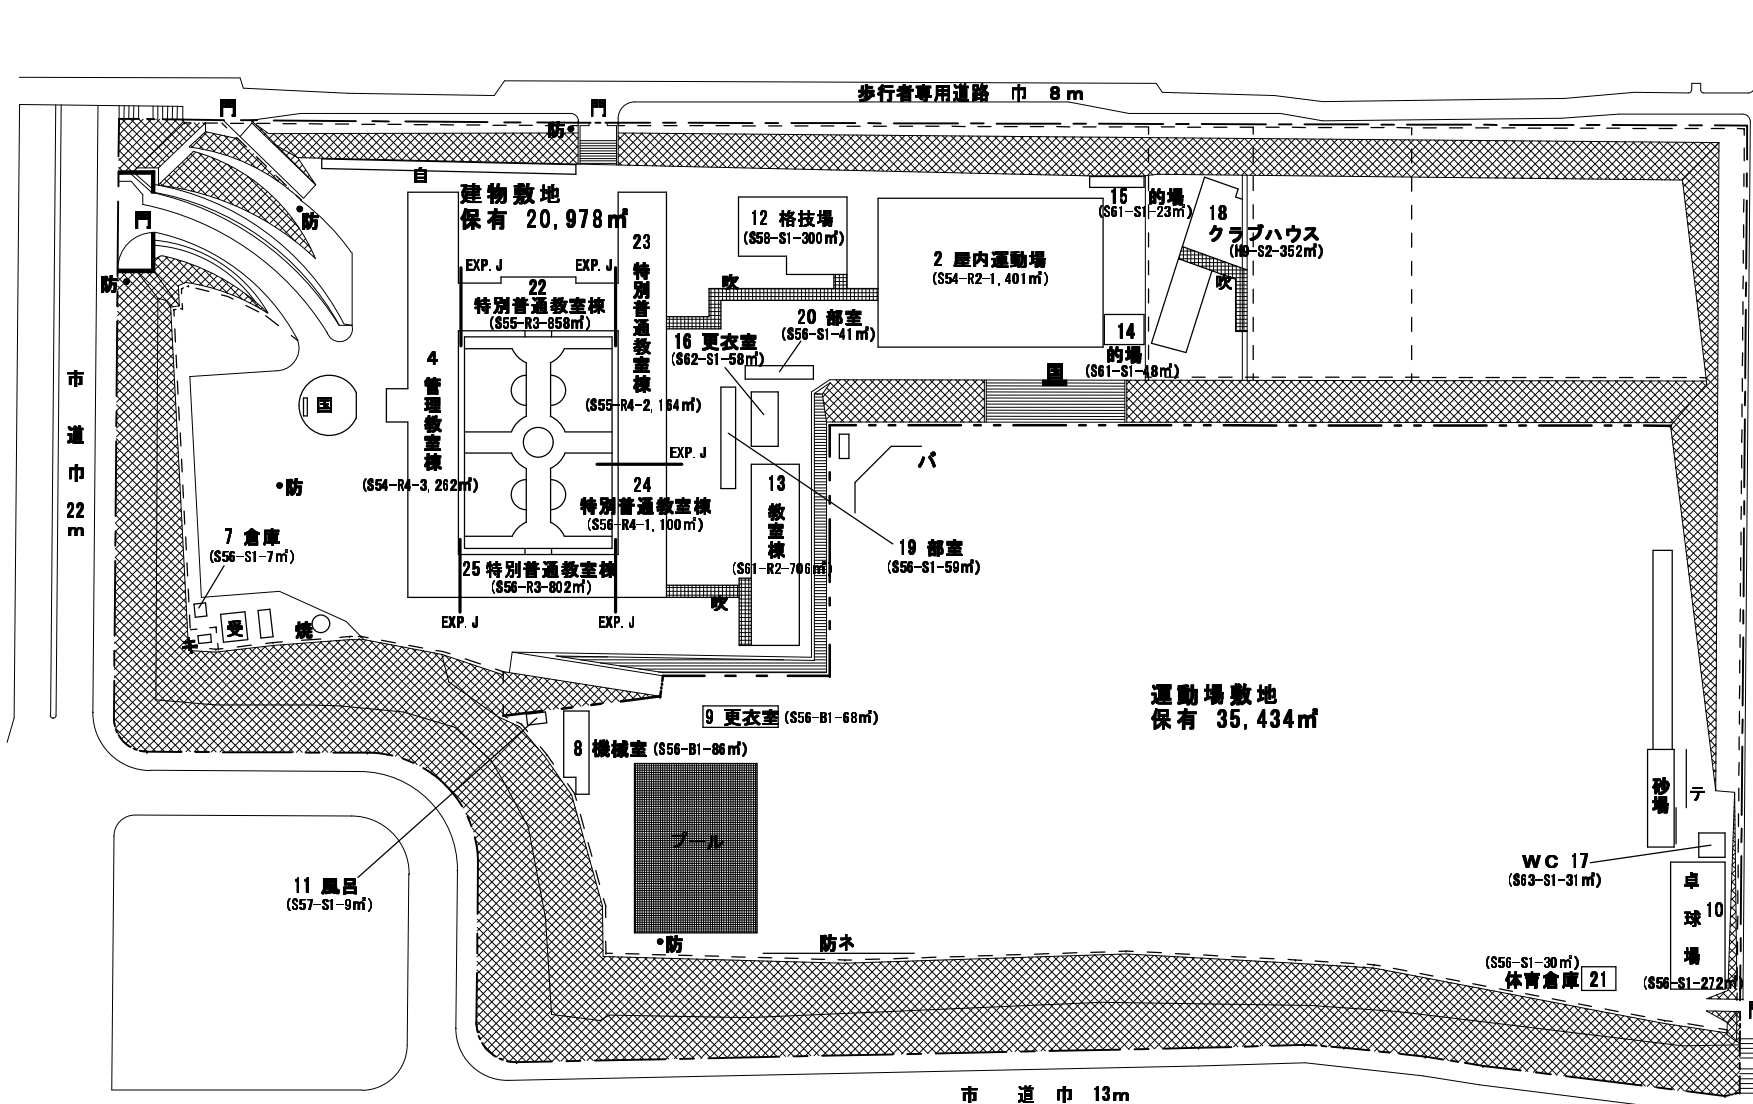 歩行者専用道路 巾 8m
門
門
防
自
建物敷地
保有 20,978㎡
門
防
防
23
特別普通教室棟
(S55-R4-2,164㎡)
12 格技場
(S58-S1-300㎡)
15 的場
(S61-S1-23㎡)
18
クラブハウス
(H9-S2-352㎡)
2 屋内運動場
(S54-R2-1,401㎡)
EXP.J
EXP.J
22
特別普通教室棟
(S55-R3-858㎡)
吹
吹
20 部室
(S56-S1-41㎡)
16 更衣室
(S62-S1-58㎡)
14
的場
(S61-S1-48㎡)
国
4
管理教室棟
(S54-R4-3,262㎡)
国
市道巾22m
EXP.J
パ
防
24
特別普通教室棟
(S56-R4-1,100㎡)
13
教室棟
(S61-R2-706㎡)
7 倉庫
(S56-S1-7㎡)
19 部室
(S56-S1-59㎡)
25 特別普通教室棟
(S56-R3-802㎡)
吹
EXP.J
EXP.J
受
焼
キ
運動場敷地
保有 35,434㎡
9 更衣室 (S56-B1-68㎡)
8 機械室 (S56-B1-86㎡)
砂場
テ
プール
WC 17
(S63-S1-31㎡)
11 風呂
(S57-S1-9㎡)
卓球場
10
(S56-S1-272㎡)
防
防ネ
(S56-S1-30㎡)
体育倉庫 21
市 道 巾 13m